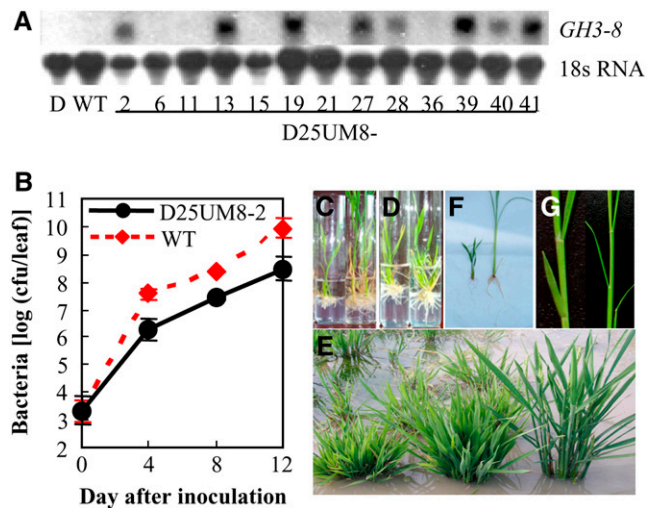 A
GH3-8
18s RNA
D WT 2 6 11 13 15 19 21 27 28 36 39 40 41
D25UM8-
B
Bacteria [log (cfu/leaf)]
11
10
9
8
7
6
5
4
3
2
D25UM8-2
WT
0 4 8 12
Day after inoculation
C D F G
E